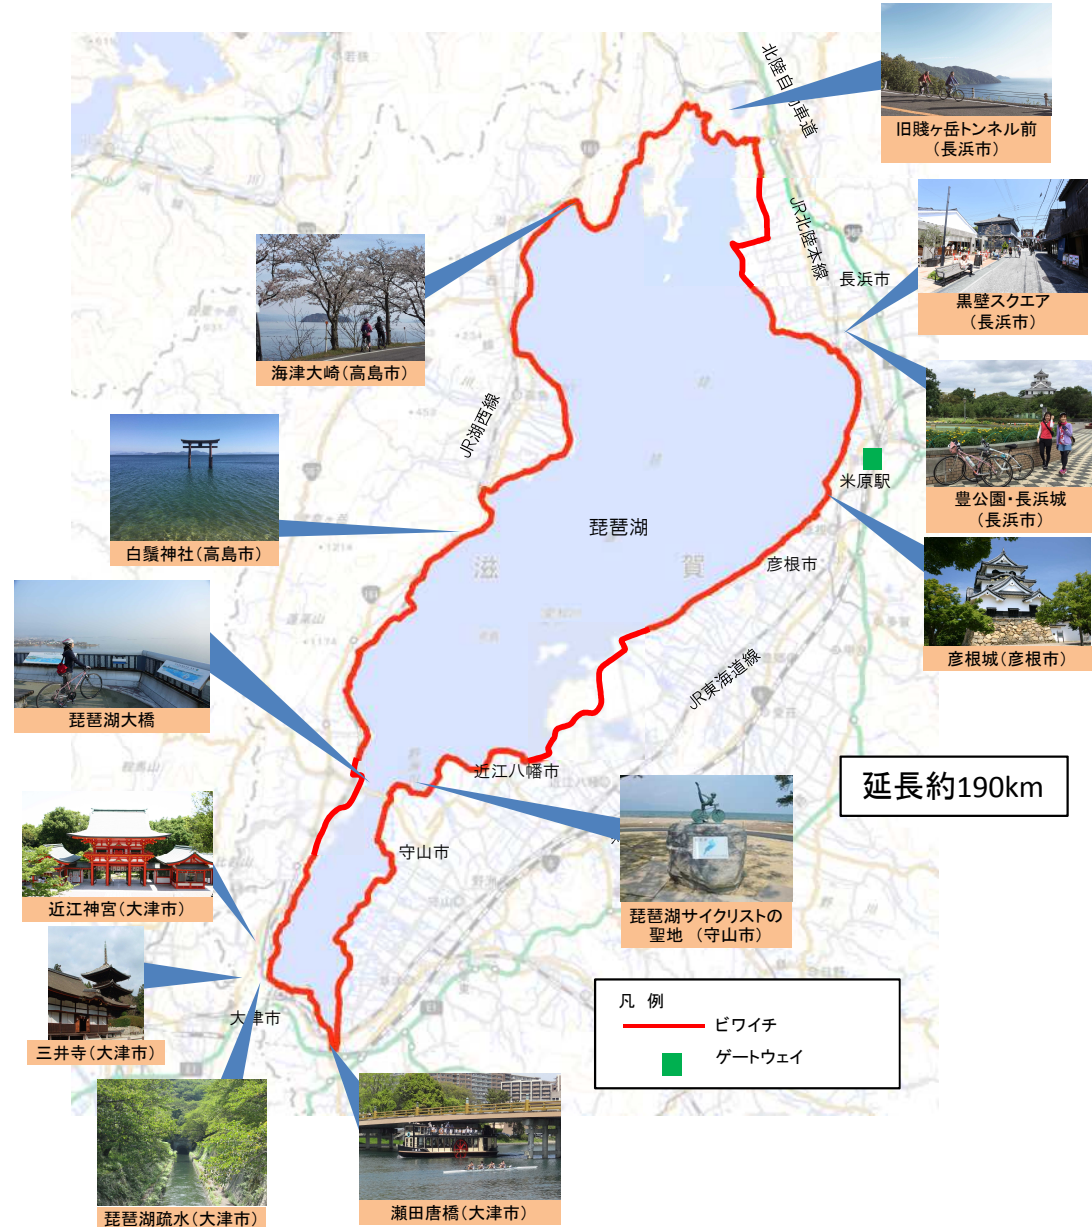 北陸自動車道
旧賤ヶ岳トンネル前
(長浜市)
JR北陸本線
長浜市
黒壁スクエア
(長浜市)
海津大崎(高島市)
JR湖西線
豊公園・長浜城
(長浜市)
米原駅
白鬚神社(高島市)
琵琶湖
滋 賀
彦根市
彦根城(彦根市)
JR東海道線
琵琶湖大橋
近江八幡市
延長約190km
守山市
琵琶湖サイクリストの
聖地 (守山市)
近江神宮(大津市)
三井寺(大津市)
大津市
凡 例
ビワイチ
ゲートウェイ
琵琶湖疏水(大津市)
瀬田唐橋(大津市)